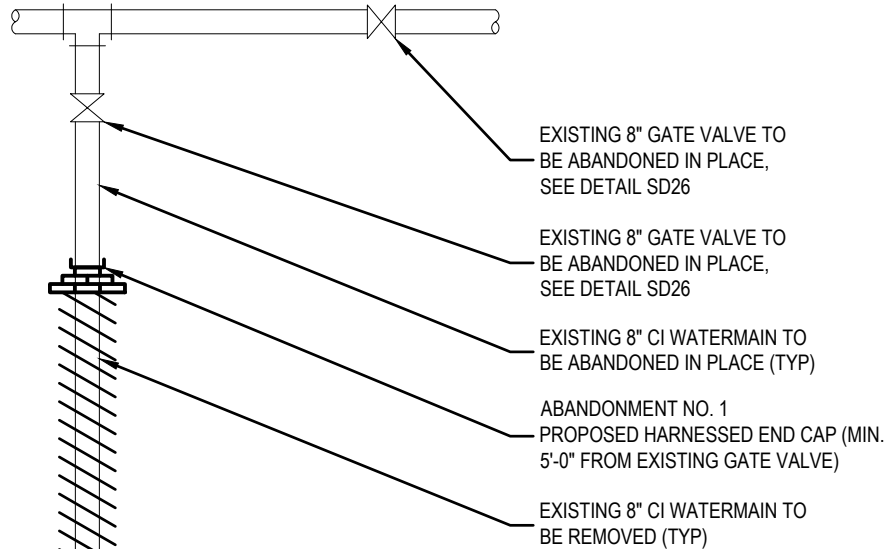 EXISTING 8" GATE VALVE TO
BE ABANDONED IN PLACE,
SEE DETAIL SD26
EXISTING 8" GATE VALVE TO
BE ABANDONED IN PLACE,
SEE DETAIL SD26
EXISTING 8" CI WATERMAIN TO
BE ABANDONED IN PLACE (TYP)
ABANDONMENT NO. 1
PROPOSED HARNESSED END CAP (MIN.
5'-0" FROM EXISTING GATE VALVE)
EXISTING 8" CI WATERMAIN TO
BE REMOVED (TYP)